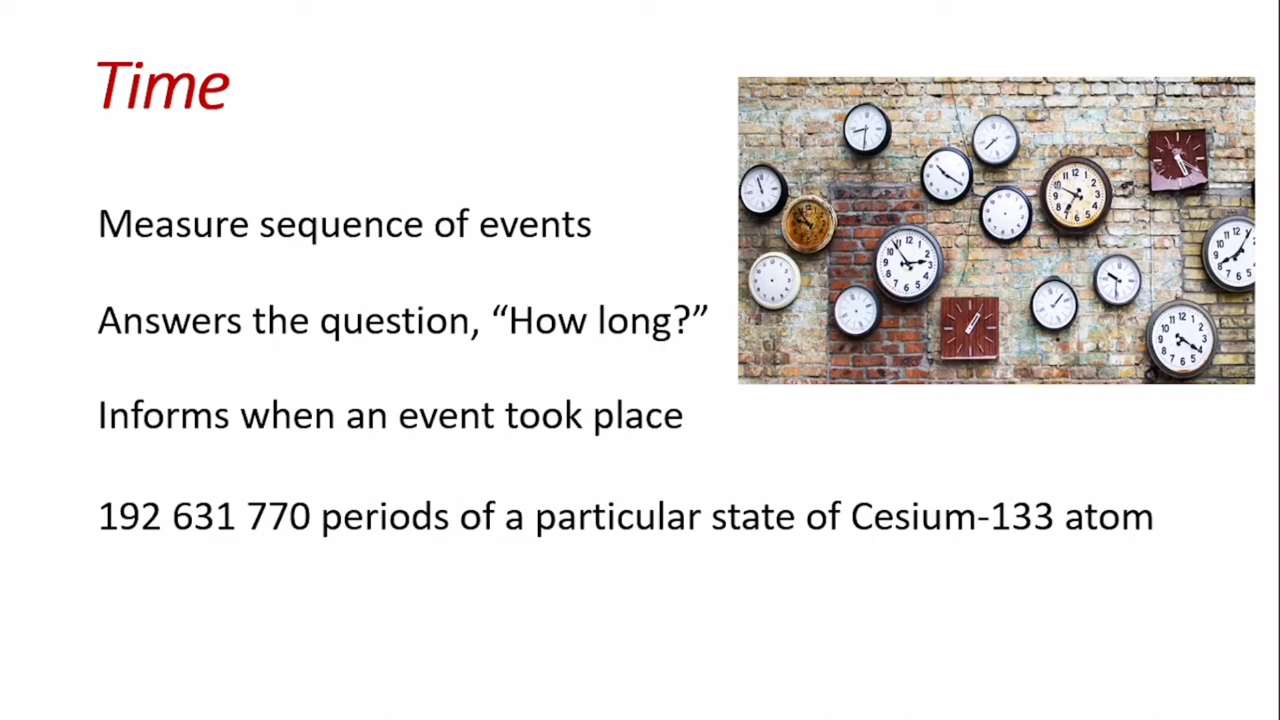 Time
Measure sequence of events
Answers the question, “How long?”
Informs when an event took place
192 631 770 periods of a particular state of Cesium-133 atom